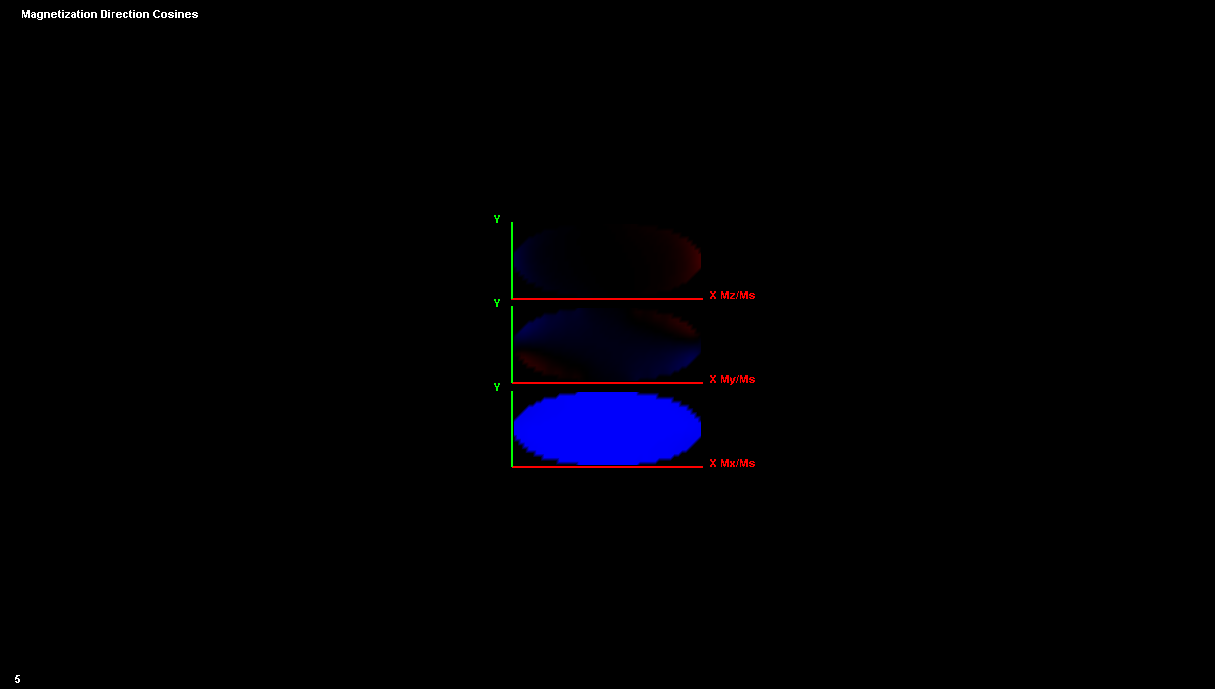 Magnetization Direction Cosines
Y
X Mz/Ms
Y
X My/Ms
Y
X Mx/Ms
5